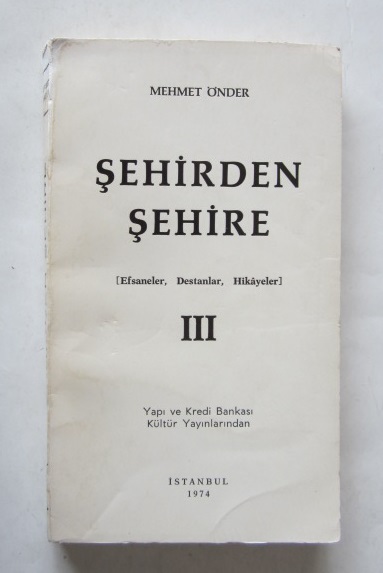 MEHMET ÖNDER
ŞEHİRDEN
ŞEHİRE
[Efsaneler, Destanlar, Hikâyeler]
III
Yapı ve Kredi Bankası
Kültür Yayınlarından
İSTANBUL
1974